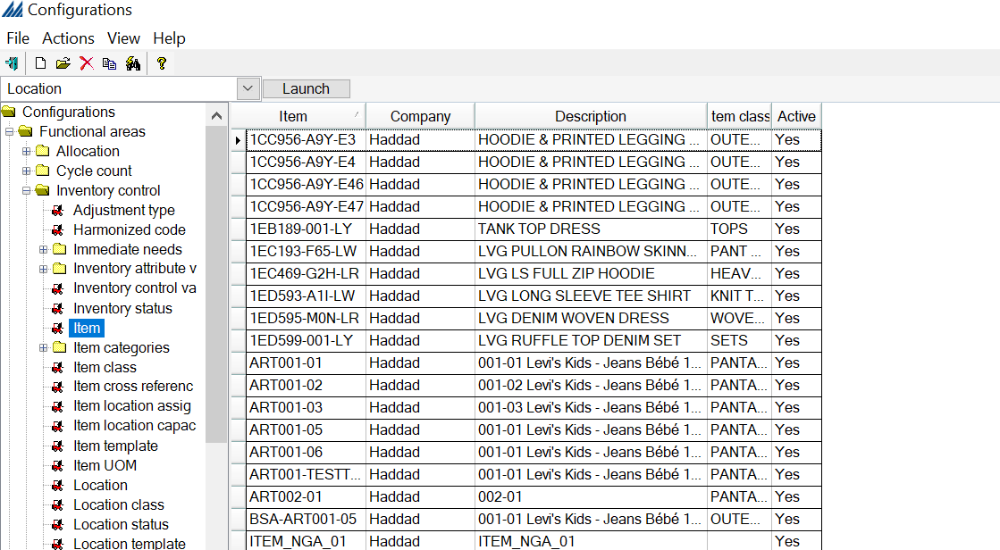 Configurations
File Actions View Help
Location Launch
Configurations
Functional areas
Allocation
Cycle count
Inventory control
Adjustment type
Harmonized code
Immediate needs
Inventory attribute v
Inventory control va
Inventory status
Item
Item categories
Item class
Item cross referenc
Item location assig
Item location capac
Item template
Item UOM
Location
Location class
Location status
Location template
Item Company Description tem class Active
1CC956-A9Y-E3 Haddad HOODIE & PRINTED LEGGING ... OUTE... Yes
1CC956-A9Y-E4 Haddad HOODIE & PRINTED LEGGING ... OUTE... Yes
1CC956-A9Y-E46 Haddad HOODIE & PRINTED LEGGING ... OUTE... Yes
1CC956-A9Y-E47 Haddad HOODIE & PRINTED LEGGING ... OUTE... Yes
1EB189-001-LY Haddad TANK TOP DRESS TOPS Yes
1EC193-F65-LW Haddad LVG PULLON RAINBOW SKINN... PANT ... Yes
1EC469-G2H-LR Haddad LVG LS FULL ZIP HOODIE HEAV... Yes
1ED593-A1I-LW Haddad LVG LONG SLEEVE TEE SHIRT KNIT T... Yes
1ED595-M0N-LR Haddad LVG DENIM WOVEN DRESS WOVE... Yes
1ED599-001-LY Haddad LVG RUFFLE TOP DENIM SET SETS Yes
ART001-01 Haddad 001-01 Levi's Kids - Jeans Bébé 1... PANTA... Yes
ART001-02 Haddad 001-02 Levi's Kids - Jeans Bébé 1... PANTA... Yes
ART001-03 Haddad 001-03 Levi's Kids - Jeans Bébé 1... PANTA... Yes
ART001-05 Haddad 001-01 Levi's Kids - Jeans Bébé 1... PANTA... Yes
ART001-06 Haddad 001-01 Levi's Kids - Jeans Bébé 1... PANTA... Yes
ART001-TESTT... Haddad 001-01 Levi's Kids - Jeans Bébé 1... PANTA... Yes
ART002-01 Haddad 002-01 PANTA... Yes
BSA-ART001-05 Haddad 001-01 Levi's Kids - Jeans Bébé 1... OUTE... Yes
ITEM_NGA_01 Haddad ITEM_NGA_01 Yes